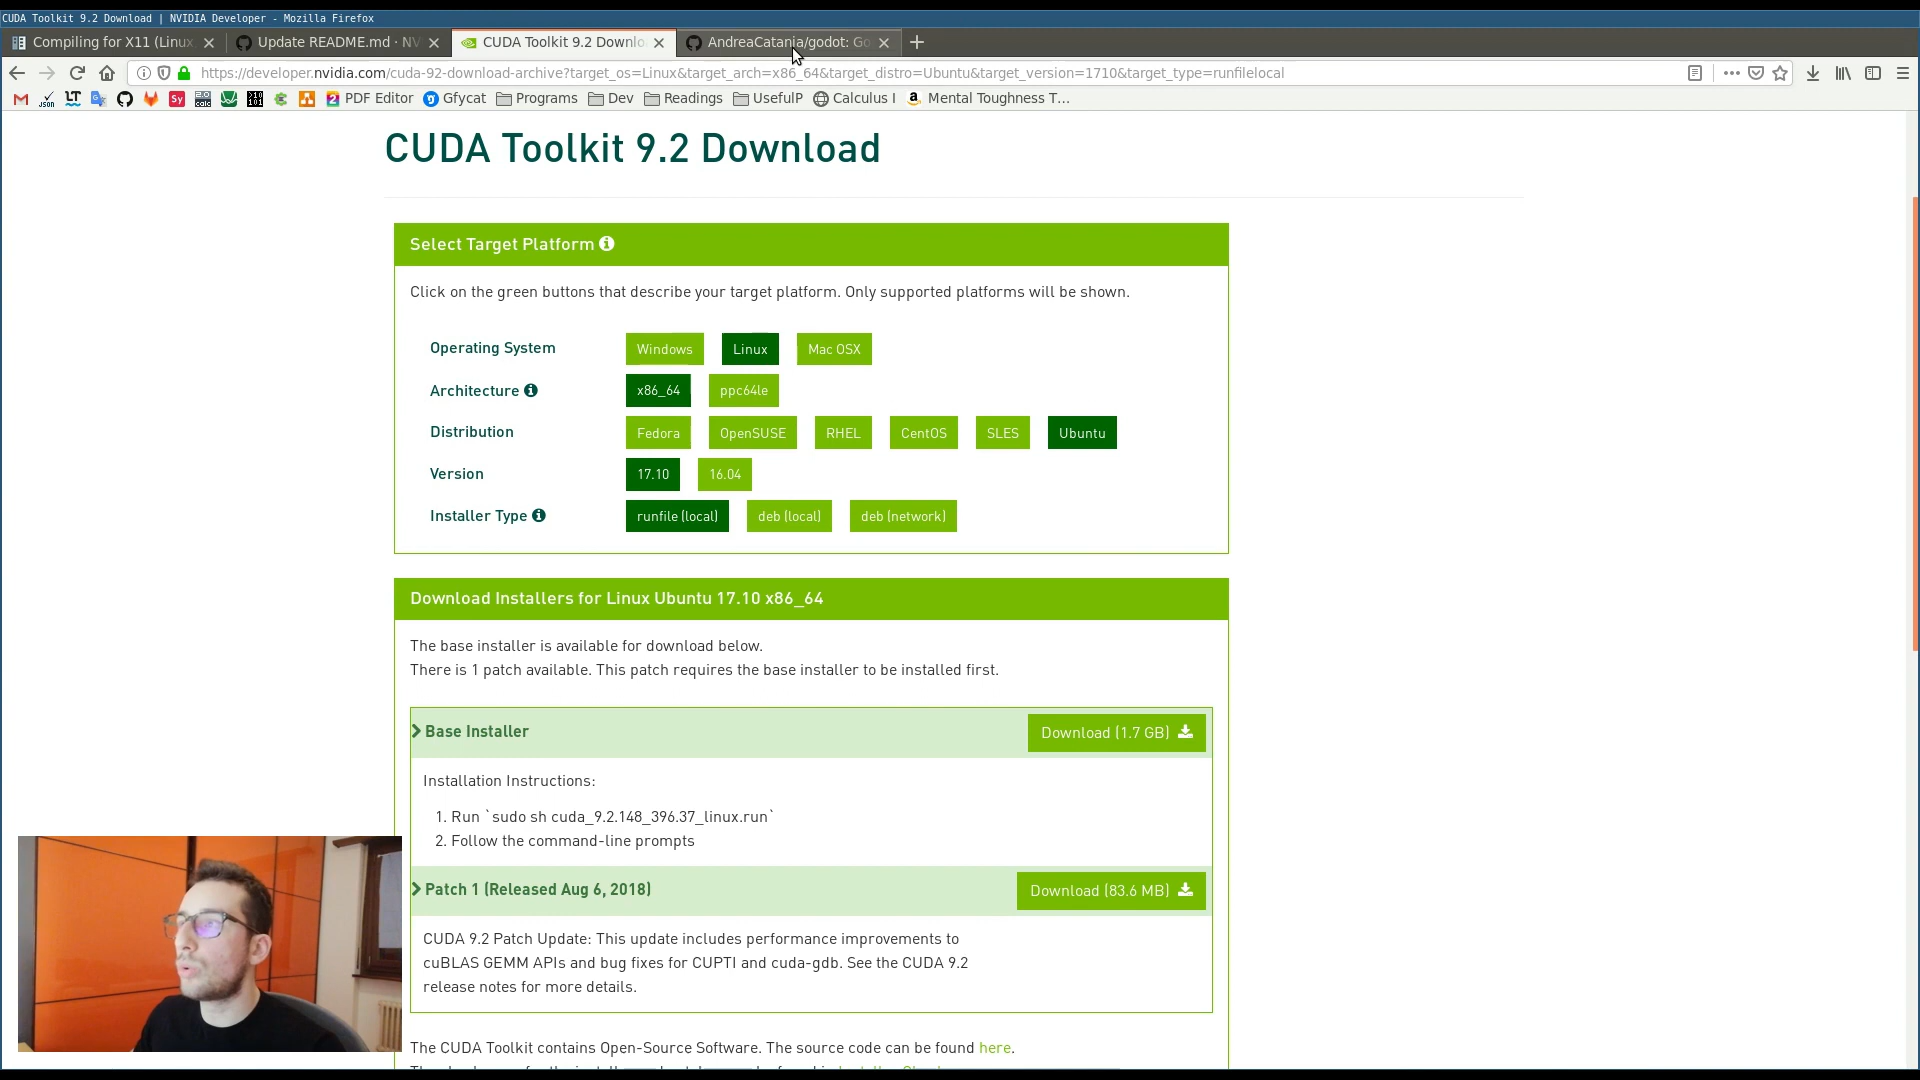 CUDA Toolkit 9.2 Download | NVIDIA Developer - Mozilla Firefox
Compiling for X11 (Linux
Update README.md · NV
CUDA Toolkit 9.2 Downlo
AndreaCatania/godot: Go
https://developer.nvidia.com/cuda-92-download-archive?target_os=Linux&target_arch=x86_64&target_distro=Ubuntu&target_version=1710&target_type=runfilelocal
PDF Editor
Gfycat
Programs
Dev
Readings
UsefulP
Calculus I
Mental Toughness T...
CUDA Toolkit 9.2 Download
Select Target Platform
Click on the green buttons that describe your target platform. Only supported platforms will be shown.
Operating System Windows Linux Mac OSX
Architecture x86_64 ppc64le
Distribution Fedora OpenSUSE RHEL CentOS SLES Ubuntu
Version 17.10 16.04
Installer Type runfile (local) deb (local) deb (network)
Download Installers for Linux Ubuntu 17.10 x86_64
The base installer is available for download below.
There is 1 patch available. This patch requires the base installer to be installed first.
Base Installer Download (1.7 GB)
Installation Instructions:
1. Run `sudo sh cuda_9.2.148_396.37_linux.run`
2. Follow the command-line prompts
Patch 1 (Released Aug 6, 2018) Download (83.6 MB)
CUDA 9.2 Patch Update: This update includes performance improvements to
cuBLAS GEMM APIs and bug fixes for CUPTI and cuda-gdb. See the CUDA 9.2
release notes for more details.
The CUDA Toolkit contains Open-Source Software. The source code can be found here.